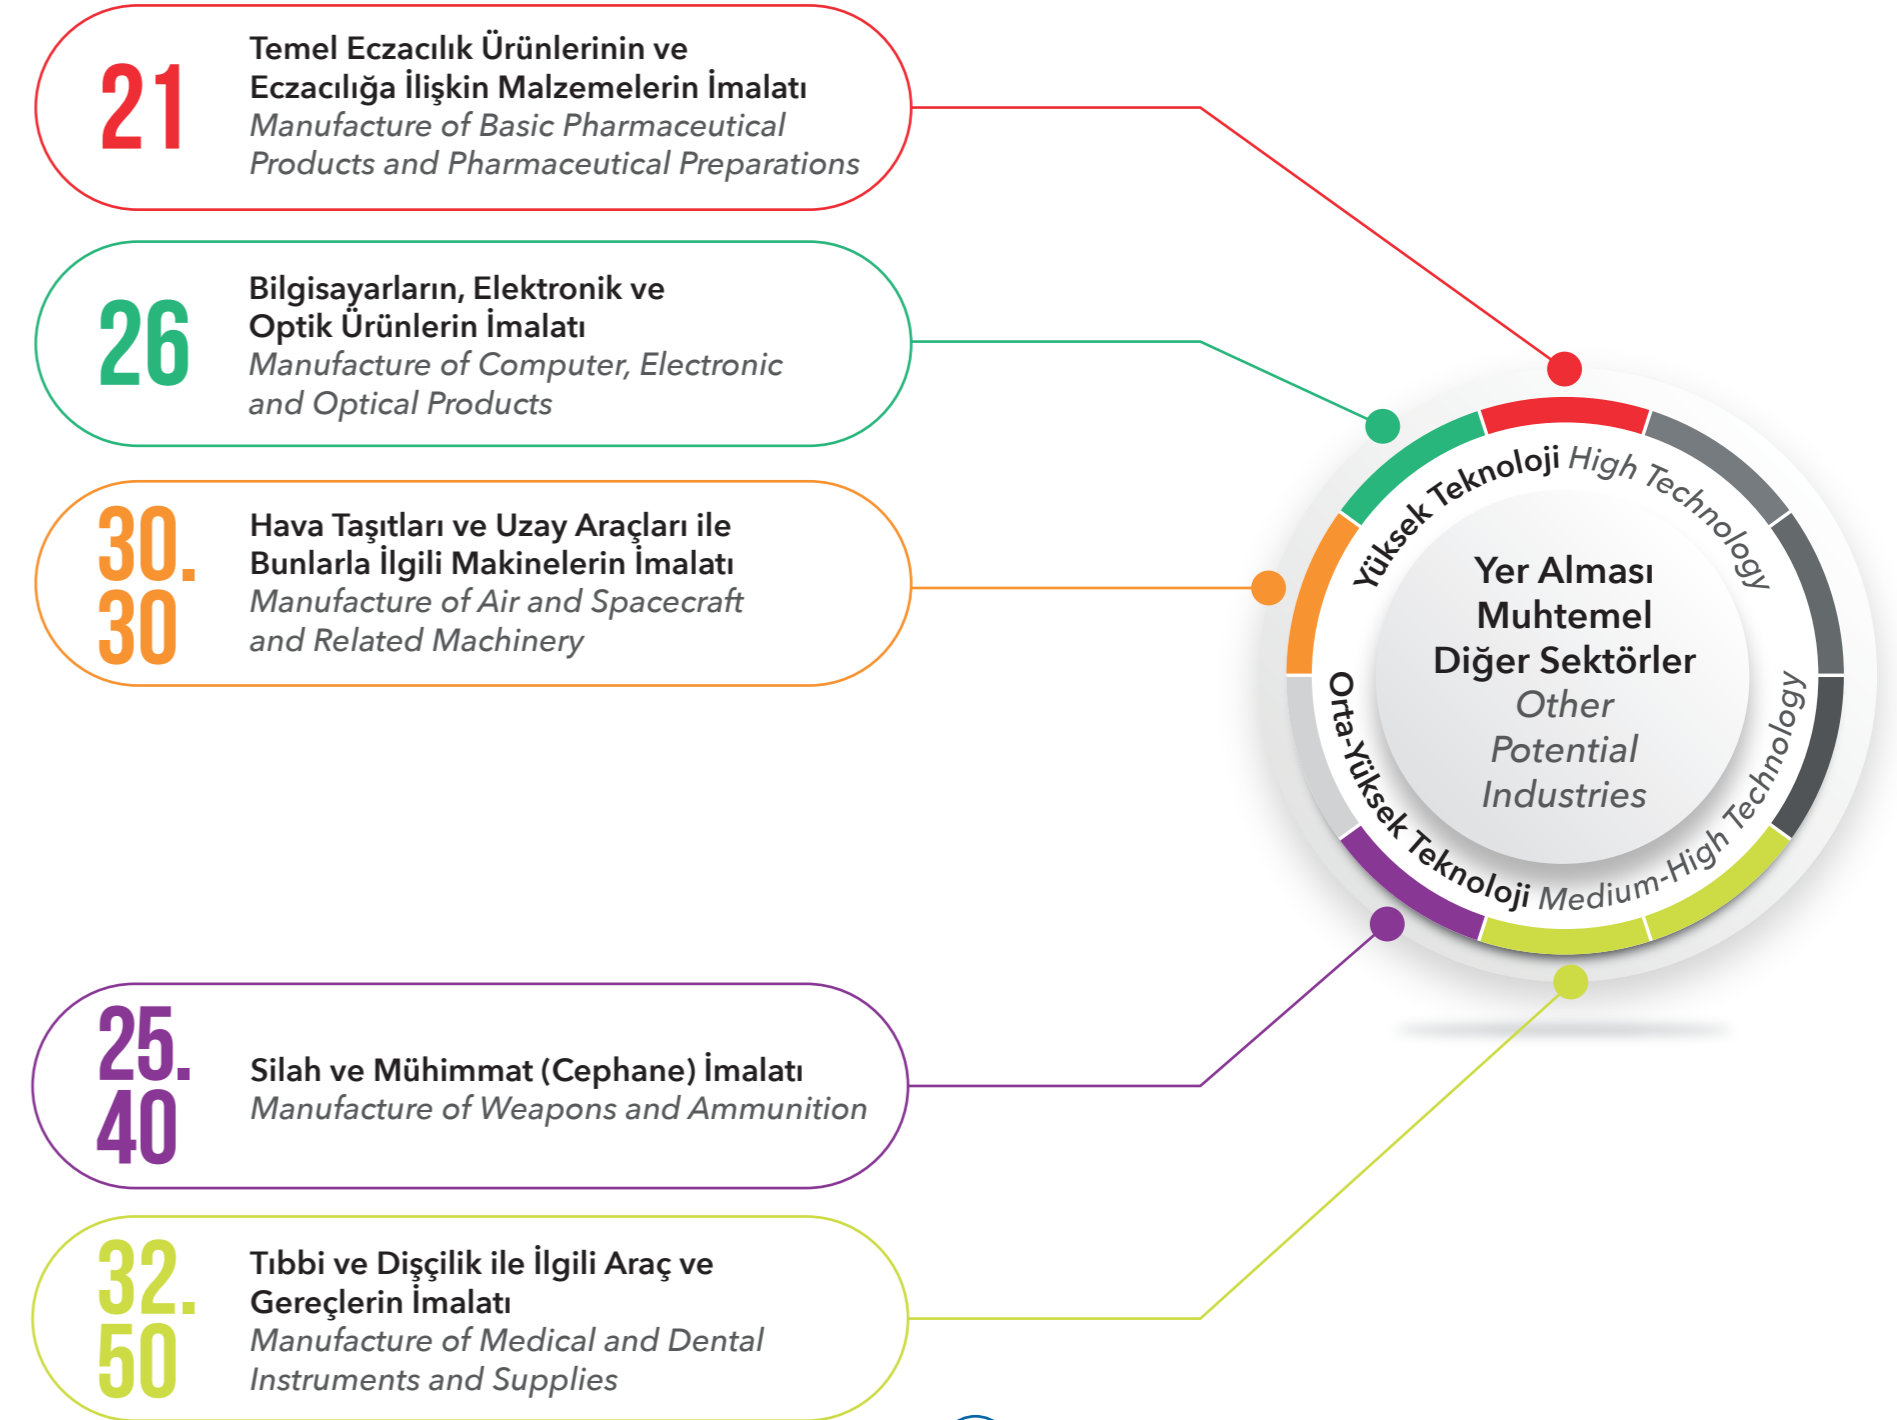 21
Temel Eczacılık Ürünlerinin ve
Eczacılığa İlişkin Malzemelerin İmalatı
Manufacture of Basic Pharmaceutical
Products and Pharmaceutical Preparations
26
Bilgisayarların, Elektronik ve
Optik Ürünlerin İmalatı
Manufacture of Computer, Electronic
and Optical Products
30.
30
Hava Taşıtları ve Uzay Araçları ile
Bunlarla İlgili Makinelerin İmalatı
Manufacture of Air and Spacecraft
and Related Machinery
25.
40
Silah ve Mühimmat (Cephane) İmalatı
Manufacture of Weapons and Ammunition
32.
50
Tıbbi ve Dişçilik ile İlgili Araç ve
Gereçlerin İmalatı
Manufacture of Medical and Dental
Instruments and Supplies
Yüksek Teknoloji High Technology
Yer Alması
Muhtemel
Diğer Sektörler
Other
Potential
Industries
Orta-Yüksek Teknoloji Medium-High Technology